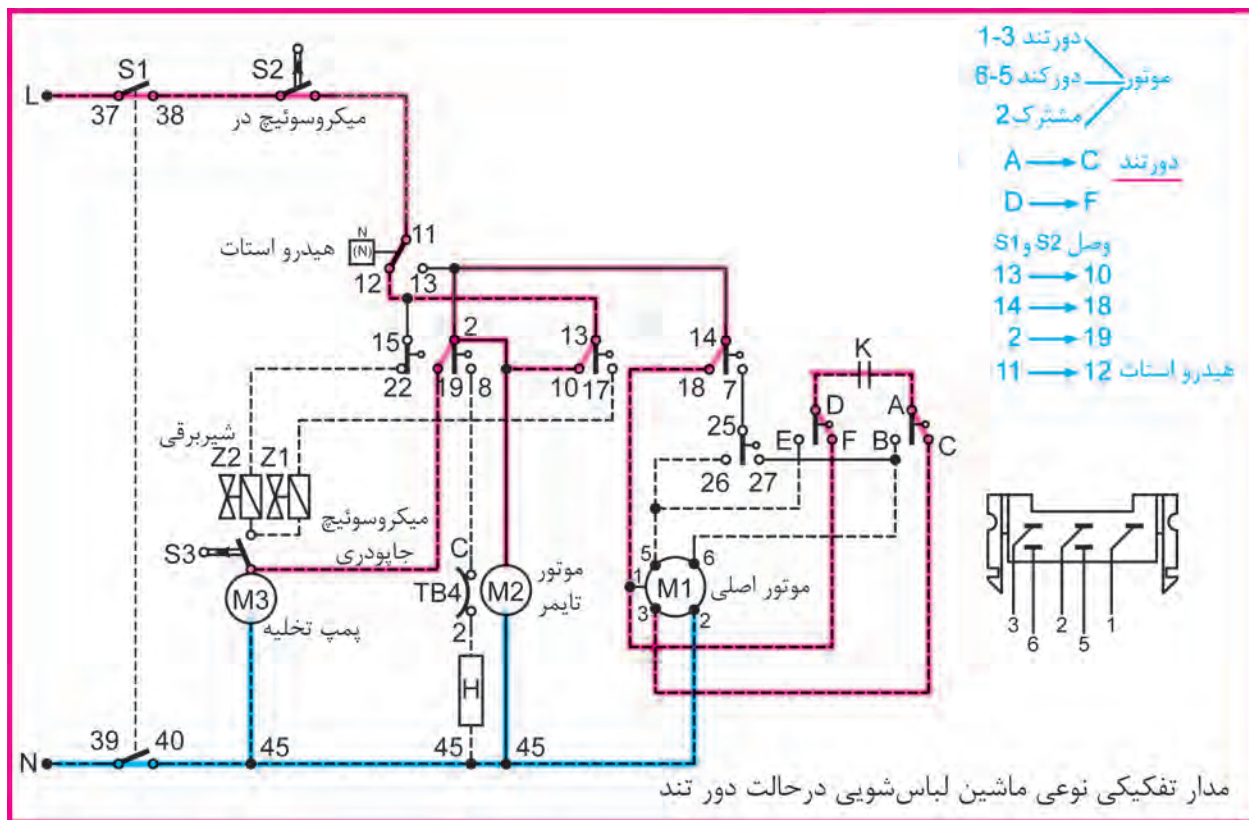 دور تند 1-3
دور کند 5-6
موتور
مشترک 2
A → C دور تند
D → F
وصل S2 و S1
13 → 10
14 → 18
2 → 19
هیدرو استات 12 ← 11
L
S1
S2
37
38
میکروسوئیچ در
هیدرو استات
N
(N)
11
12
13
15
2
13
14
K
22
19
8
10
17
18
7
D
A
E
F
B
C
25
26
27
شیربرقی
Z2
Z1
میکروسوئیچ
جاپودری
S3
C
TB4
2
M2
موتور
تایمر
M3
پمپ تخلیه
H
5
6
1
M1
موتور اصلی
3
2
3
6
2
5
1
N
39
40
45
45
45
مدار تفکیکی نوعی ماشین لباس‌شویی درحالت دور تند